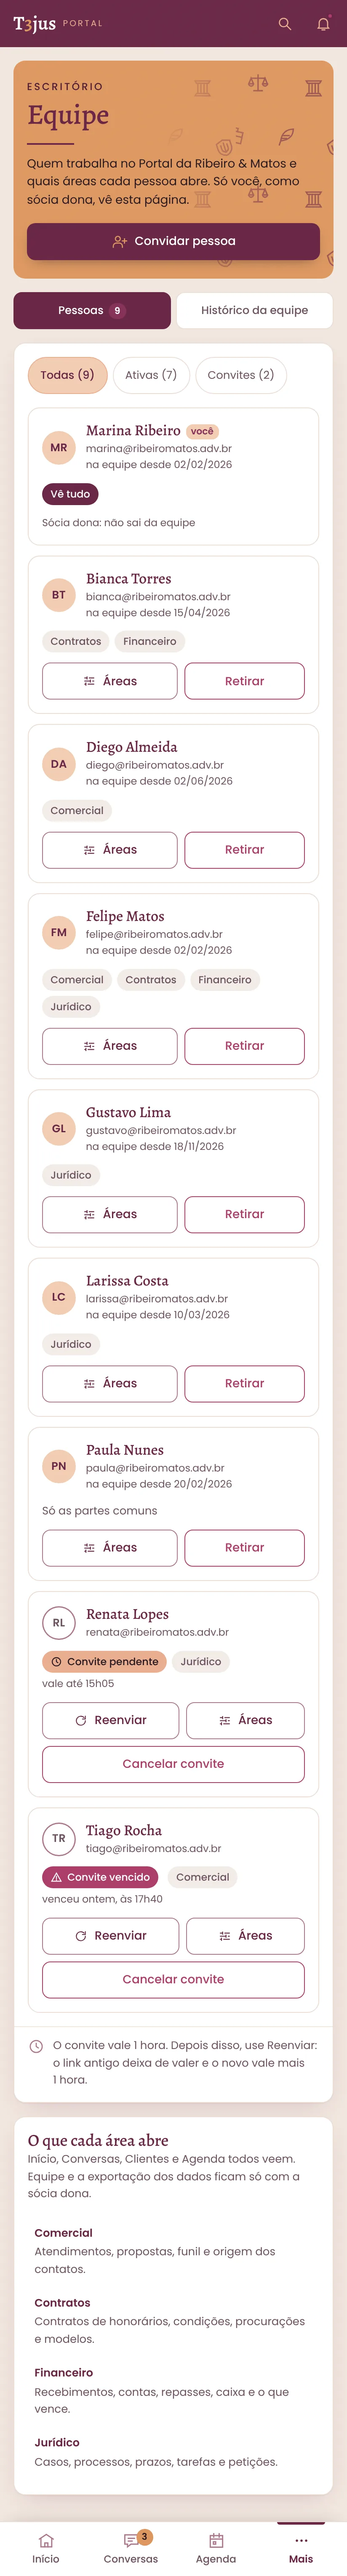 T3jus PORTAL
ESCRITÓRIO
Equipe
Quem trabalha no Portal da Ribeiro & Matos e
quais áreas cada pessoa abre. Só você, como
sócia dona, vê esta página.
Convidar pessoa
Pessoas 9
Histórico da equipe
Todas (9)
Ativas (7)
Convites (2)
MR
Marina Ribeiro você
marina@ribeiromatos.adv.br
na equipe desde 02/02/2026
Vê tudo
Sócia dona: não sai da equipe
BT
Bianca Torres
bianca@ribeiromatos.adv.br
na equipe desde 15/04/2026
Contratos Financeiro
Áreas Retirar
DA
Diego Almeida
diego@ribeiromatos.adv.br
na equipe desde 02/06/2026
Comercial
Áreas Retirar
FM
Felipe Matos
felipe@ribeiromatos.adv.br
na equipe desde 02/02/2026
Comercial Contratos Financeiro
Jurídico
Áreas Retirar
GL
Gustavo Lima
gustavo@ribeiromatos.adv.br
na equipe desde 18/11/2026
Jurídico
Áreas Retirar
LC
Larissa Costa
larissa@ribeiromatos.adv.br
na equipe desde 10/03/2026
Jurídico
Áreas Retirar
PN
Paula Nunes
paula@ribeiromatos.adv.br
na equipe desde 20/02/2026
Só as partes comuns
Áreas Retirar
RL
Renata Lopes
renata@ribeiromatos.adv.br
Convite pendente Jurídico
vale até 15h05
Reenviar Áreas
Cancelar convite
TR
Tiago Rocha
tiago@ribeiromatos.adv.br
Convite vencido Comercial
venceu ontem, às 17h40
Reenviar Áreas
Cancelar convite
O convite vale 1 hora. Depois disso, use Reenviar:
o link antigo deixa de valer e o novo vale mais
1 hora.
O que cada área abre
Início, Conversas, Clientes e Agenda todos veem.
Equipe e a exportação dos dados ficam só com a
sócia dona.
Comercial
Atendimentos, propostas, funil e origem dos
contatos.
Contratos
Contratos de honorários, condições, procurações
e modelos.
Financeiro
Recebimentos, contas, repasses, caixa e o que
vence.
Jurídico
Casos, processos, prazos, tarefas e petições.
3
Início Conversas Agenda Mais